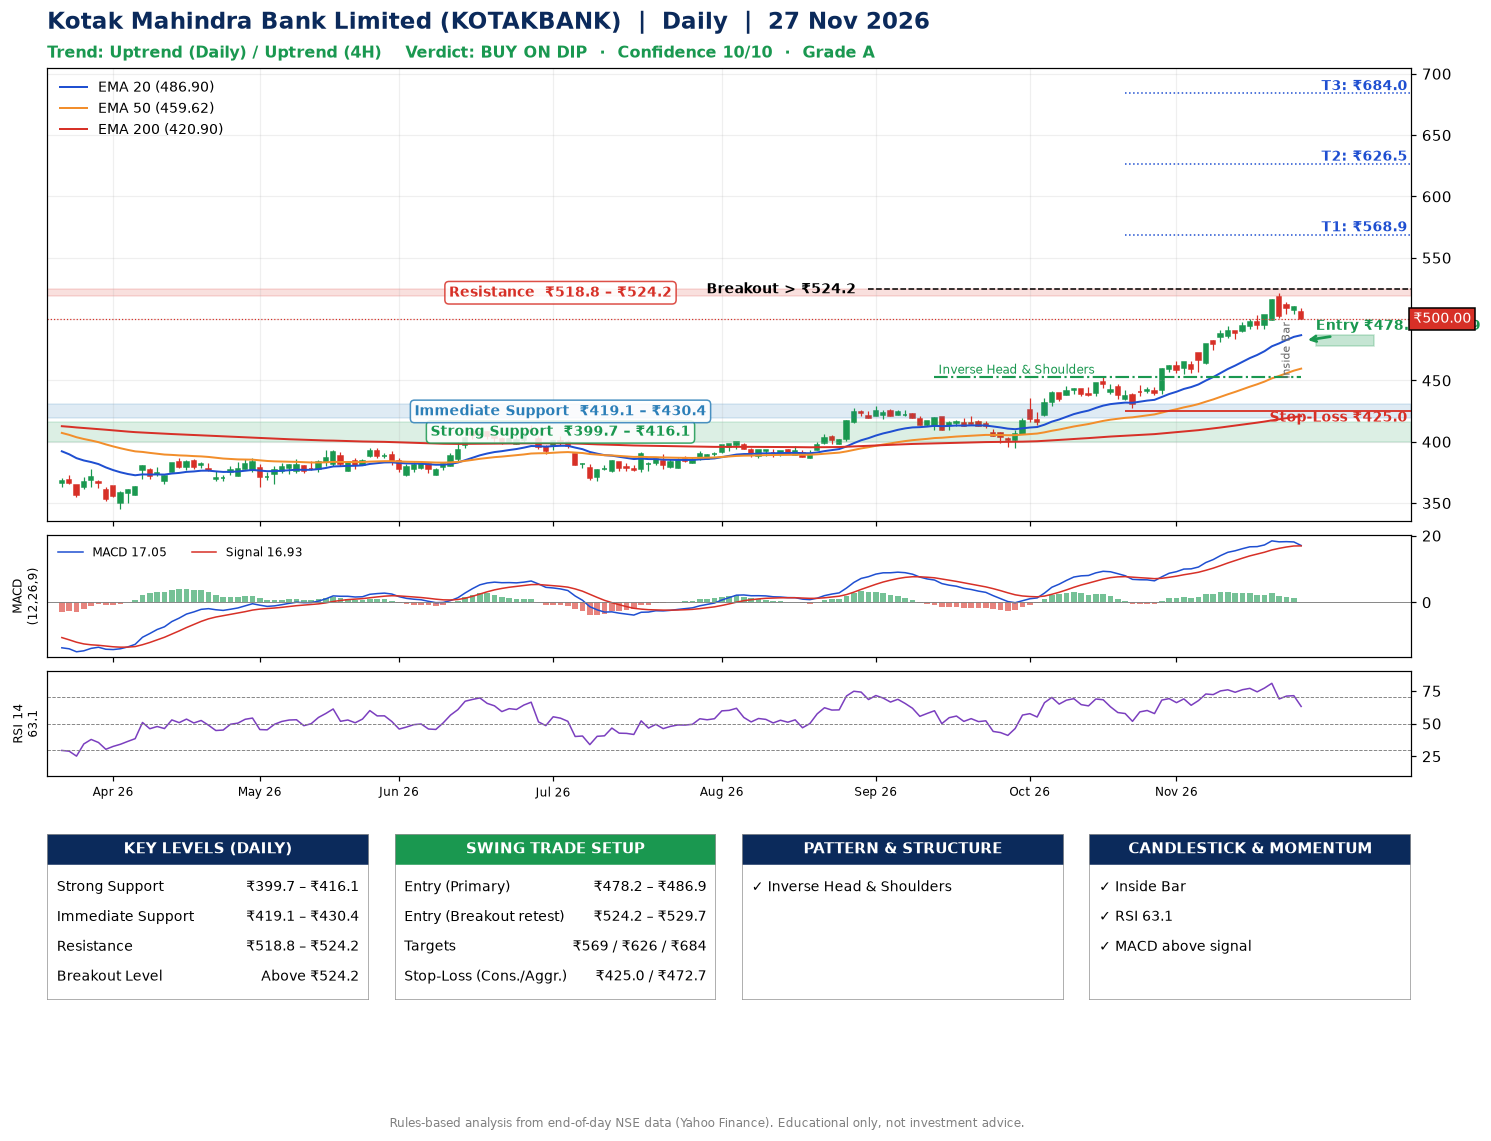 Kotak Mahindra Bank Limited (KOTAKBANK) | Daily | 27 Nov 2026
Trend: Uptrend (Daily) / Uptrend (4H) Verdict: BUY ON DIP · Confidence 10/10 · Grade A
EMA 20 (486.90)
EMA 50 (459.62)
EMA 200 (420.90)
T3: ₹684.0
T2: ₹626.5
T1: ₹568.9
Resistance ₹518.8 – ₹524.2
Breakout > ₹524.2
₹500.00
Entry ₹478.
Inside Bar
Inverse Head & Shoulders
Immediate Support ₹419.1 – ₹430.4
Stop-Loss ₹425.0
Strong Support ₹399.7 – ₹416.1
700
650
600
550
450
400
350
MACD 17.05 Signal 16.93
MACD
(12,26,9)
20
0
RSI 14
63.1
75
50
25
Apr 26 May 26 Jun 26 Jul 26 Aug 26 Sep 26 Oct 26 Nov 26
KEY LEVELS (DAILY)
Strong Support ₹399.7 – ₹416.1
Immediate Support ₹419.1 – ₹430.4
Resistance ₹518.8 – ₹524.2
Breakout Level Above ₹524.2
SWING TRADE SETUP
Entry (Primary) ₹478.2 – ₹486.9
Entry (Breakout retest) ₹524.2 – ₹529.7
Targets ₹569 / ₹626 / ₹684
Stop-Loss (Cons./Aggr.) ₹425.0 / ₹472.7
PATTERN & STRUCTURE
✓ Inverse Head & Shoulders
CANDLESTICK & MOMENTUM
✓ Inside Bar
✓ RSI 63.1
✓ MACD above signal
Rules-based analysis from end-of-day NSE data (Yahoo Finance). Educational only, not investment advice.